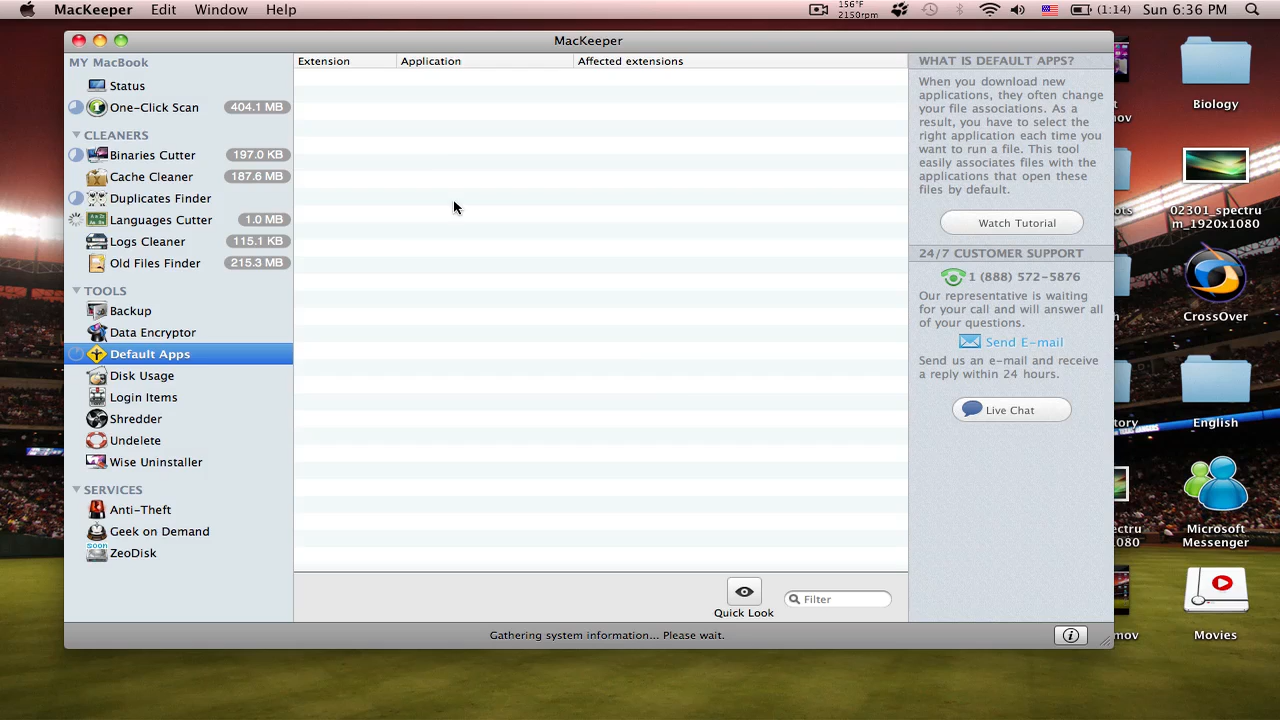 MacKeeper Edit Window Help
156°F
2150rpm
(1:14) Sun 6:36 PM
MacKeeper
MY MacBook
Status
One-Click Scan 404.1 MB
CLEANERS
Binaries Cutter 197.0 KB
Cache Cleaner 187.6 MB
Duplicates Finder
Languages Cutter 1.0 MB
Logs Cleaner 115.1 KB
Old Files Finder 215.3 MB
TOOLS
Backup
Data Encryptor
Default Apps
Disk Usage
Login Items
Shredder
Undelete
Wise Uninstaller
SERVICES
Anti-Theft
Geek on Demand
soon
ZeoDisk
Extension Application Affected extensions
Quick Look
Filter
Gathering system information... Please wait.
WHAT IS DEFAULT APPS?
When you download new
applications, they often change
your file associations. As a
result, you have to select the
right application each time you
want to run a file. This tool
easily associates files with the
applications that open these
files by default.
Watch Tutorial
24/7 CUSTOMER SUPPORT
1 (888) 572-5876
Our representative is waiting
for your call and will answer all
of your questions.
Send E-mail
Send us an e-mail and receive
a reply within 24 hours.
Live Chat
Biology
02301_spectru
m_1920x1080
CrossOver
English
Microsoft
Messenger
Movies
t
ov
ots
h
tory
ectru
080
mov